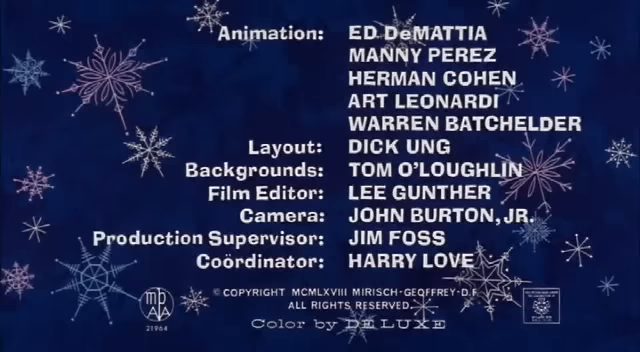 Animation: ED DeMATTIA
MANNY PEREZ
HERMAN COHEN
ART LEONARDI
WARREN BATCHELDER
Layout: DICK UNG
Backgrounds: TOM O'LOUGHLIN
Film Editor: LEE GUNTHER
Camera: JOHN BURTON, JR.
Production Supervisor: JIM FOSS
Coördinator: HARRY LOVE
© COPYRIGHT MCMLXVIII MIRISCH-GEOFFREY-D.F.
ALL RIGHTS RESERVED.
Color by DELUXE
21964